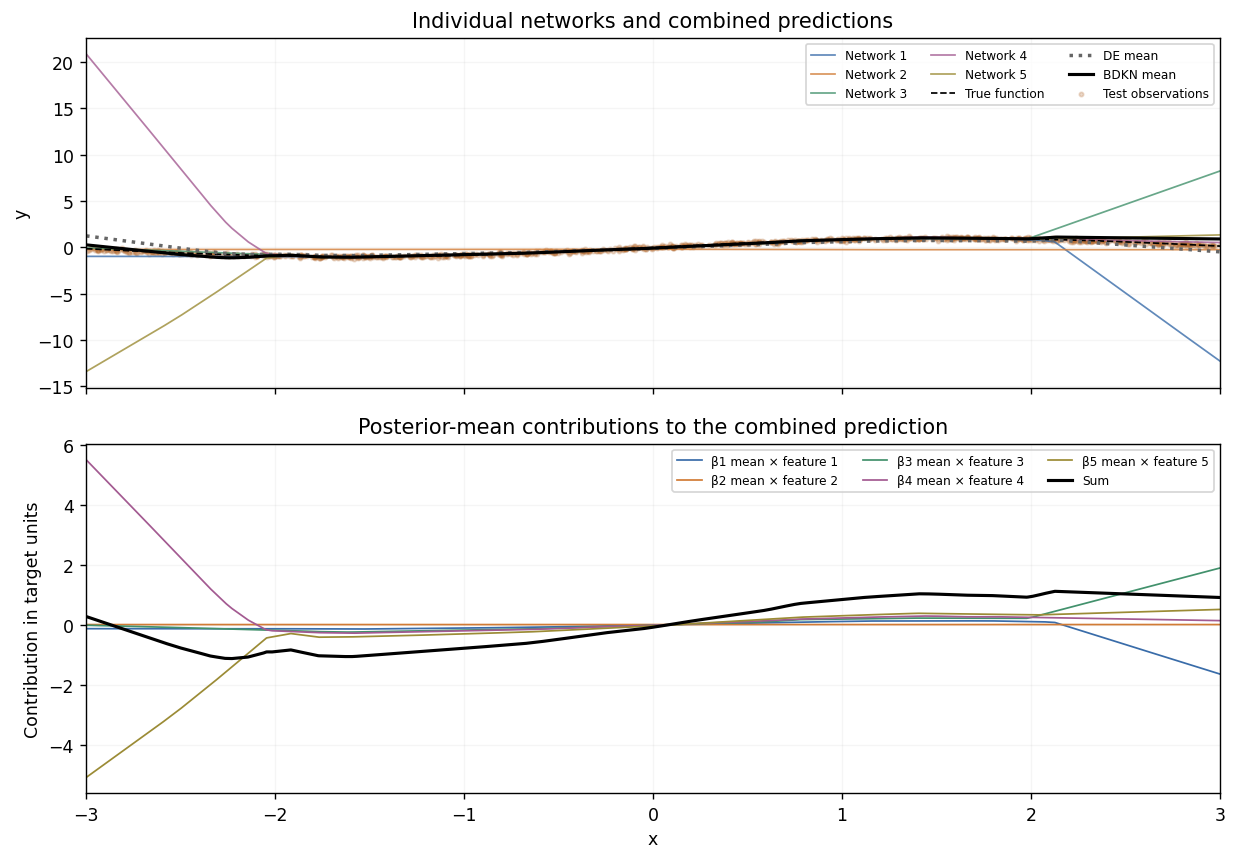 Individual networks and combined predictions
Network 1
Network 2
Network 3
Network 4
Network 5
True function
DE mean
BDKN mean
Test observations
20
15
10
5
0
−5
−10
−15
y
Posterior-mean contributions to the combined prediction
β1 mean × feature 1
β2 mean × feature 2
β3 mean × feature 3
β4 mean × feature 4
β5 mean × feature 5
Sum
6
4
2
0
−2
−4
Contribution in target units
−3
−2
−1
0
1
2
3
x